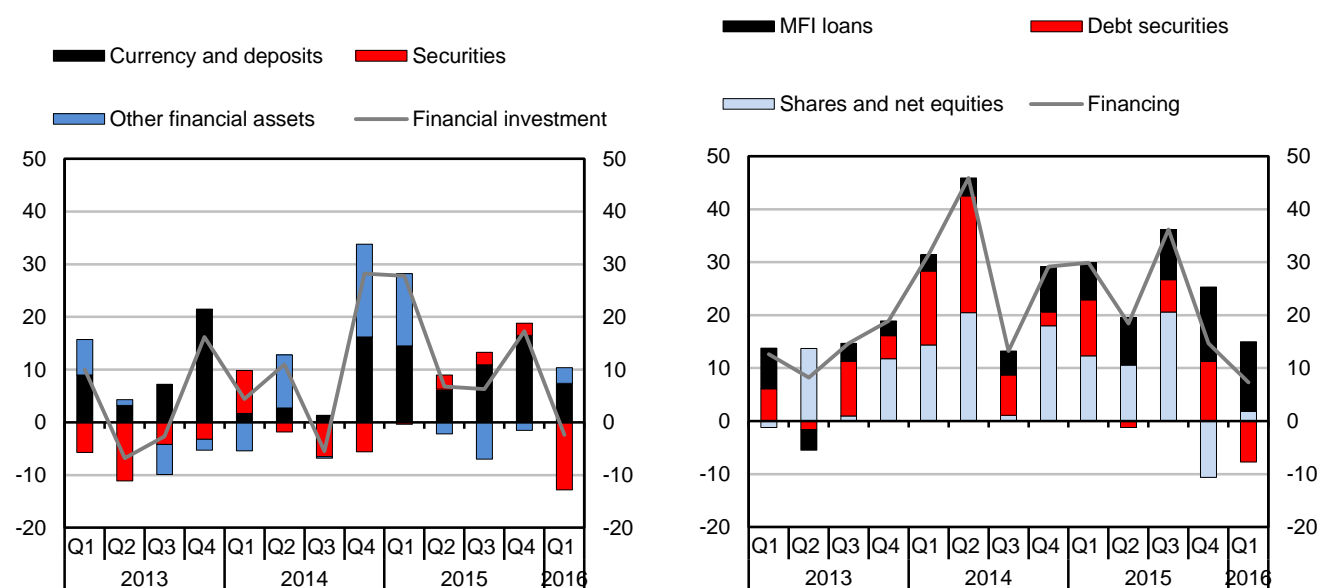 Currency and deposits Securities
Other financial assets Financial investment
50 50
40 40
30 30
20 20
10 10
0 0
-10 -10
-20 -20
Q1 Q2 Q3 Q4 Q1 Q2 Q3 Q4 Q1 Q2 Q3 Q4 Q1
2013 2014 2015 2016
MFI loans Debt securities
Shares and net equities Financing
50 50
40 40
30 30
20 20
10 10
0 0
-10 -10
-20 -20
Q1 Q2 Q3 Q4 Q1 Q2 Q3 Q4 Q1 Q2 Q3 Q4 Q1
2013 2014 2015 2016